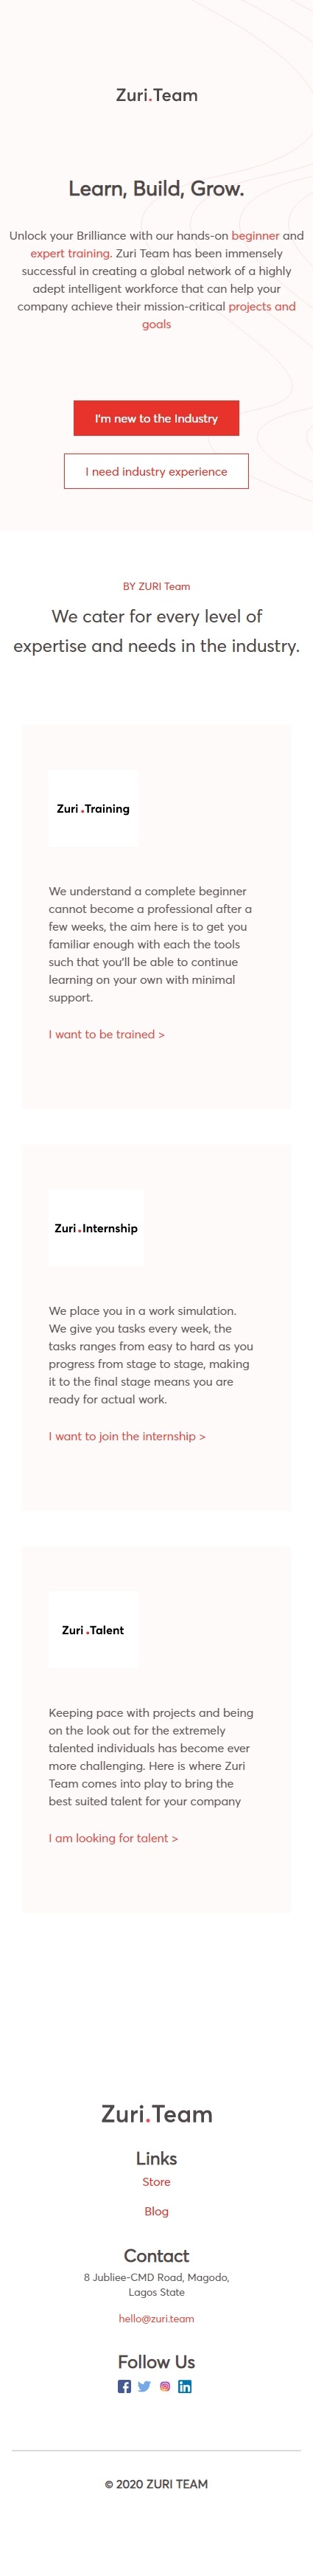 Zuri.Team
Learn, Build, Grow.
Unlock your Brilliance with our hands-on beginner and
expert training. Zuri Team has been immensely
successful in creating a global network of a highly
adept intelligent workforce that can help your
company achieve their mission-critical projects and
goals
I'm new to the Industry
I need industry experience
BY ZURI Team
We cater for every level of
expertise and needs in the industry.
Zuri.Training
We understand a complete beginner
cannot become a professional after a
few weeks, the aim here is to get you
familiar enough with each the tools
such that you'll be able to continue
learning on your own with minimal
support.
I want to be trained >
Zuri.Internship
We place you in a work simulation.
We give you tasks every week, the
tasks ranges from easy to hard as you
progress from stage to stage, making
it to the final stage means you are
ready for actual work.
I want to join the internship >
Zuri.Talent
Keeping pace with projects and being
on the look out for the extremely
talented individuals has become ever
more challenging. Here is where Zuri
Team comes into play to bring the
best suited talent for your company
I am looking for talent >
Zuri.Team
Links
Store
Blog
Contact
8 Jubliee-CMD Road, Magodo,
Lagos State
hello@zuri.team
Follow Us
© 2020 ZURI TEAM